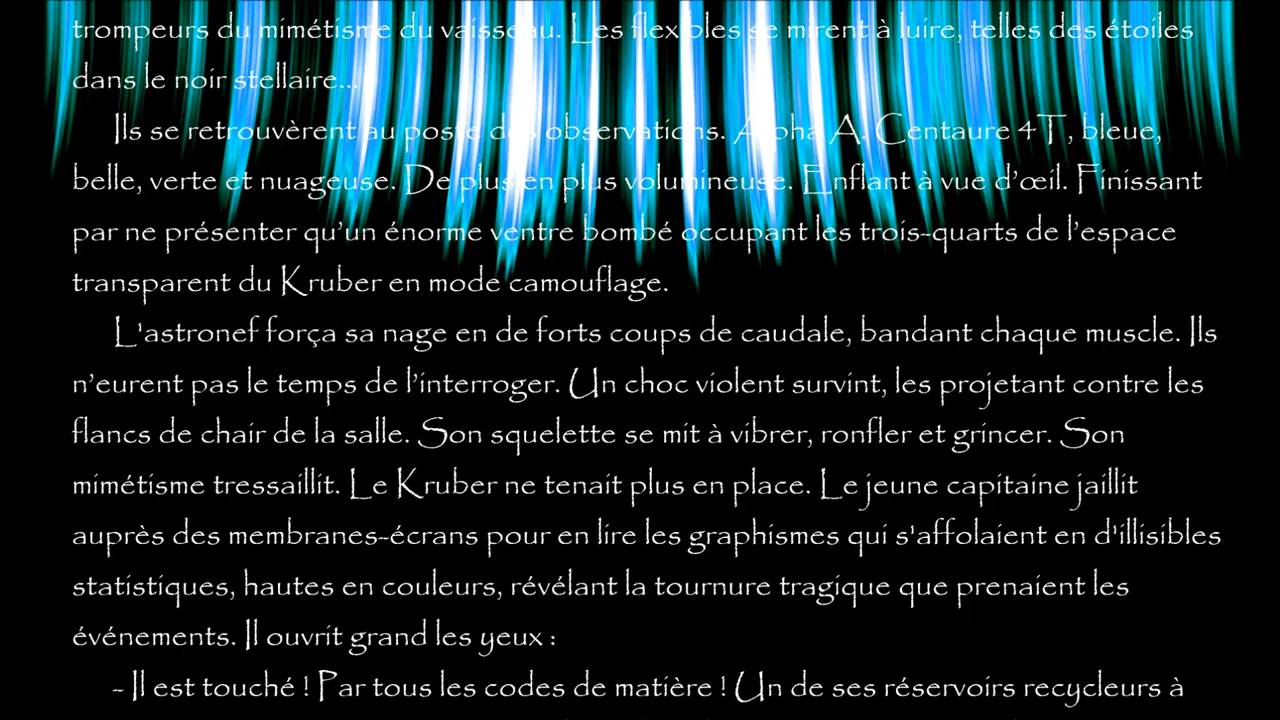 trompeurs du mimétisme du vaisseau. Les flexibles se mirent à luire, telles des étoiles
dans le noir stellaire...
Ils se retrouvèrent au poste des observations. Alpha A. Centaure 4T, bleue,
belle, verte et nuageuse. De plus en plus volumineuse. Enflant à vue d’œil. Finissant
par ne présenter qu’un énorme ventre bombé occupant les trois-quarts de l’espace
transparent du Kruber en mode camouflage.
L'astronef força sa nage en de forts coups de caudale, bandant chaque muscle. Ils
n’eurent pas le temps de l’interroger. Un choc violent survint, les projetant contre les
flancs de chair de la salle. Son squelette se mit à vibrer, ronfler et grincer. Son
mimétisme tressaillit. Le Kruber ne tenait plus en place. Le jeune capitaine jaillit
auprès des membranes-écrans pour en lire les graphismes qui s'affolaient en d'illisibles
statistiques, hautes en couleurs, révélant la tournure tragique que prenaient les
événements. Il ouvrit grand les yeux :
- Il est touché ! Par tous les codes de matière ! Un de ses réservoirs recycleurs à